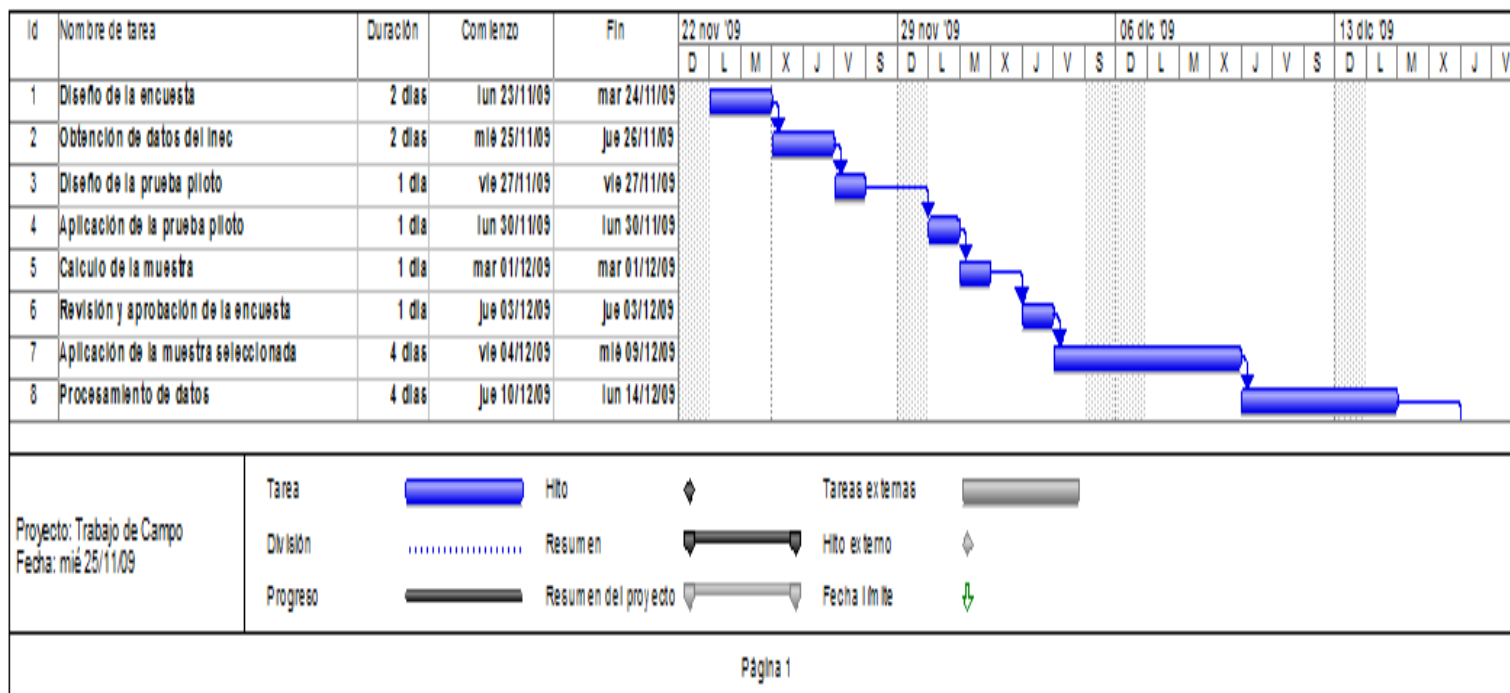 Id Nombre de tarea Duración Comienzo Fin 22 nov '09 29 nov '09 06 dic '09 13 dic '09
D L M X J V S D L M X J V S D L M X J V S D L M X J V
1 Diseño de la encuesta 2 días lun 23/11/09 mar 24/11/09
2 Obtención de datos del Inec 2 días mié 25/11/09 jue 26/11/09
3 Diseño de la prueba piloto 1 día vie 27/11/09 vie 27/11/09
4 Aplicación de la prueba piloto 1 día lun 30/11/09 lun 30/11/09
5 Calculo de la muestra 1 día mar 01/12/09 mar 01/12/09
6 Revisión y aprobación de la encuesta 1 día jue 03/12/09 jue 03/12/09
7 Aplicación de la muestra seleccionada 4 días vie 04/12/09 mié 09/12/09
8 Procesamiento de datos 4 días jue 10/12/09 lun 14/12/09
Proyecto: Trabajo de Campo
Fecha: mié 25/11/09
Tarea Hito Tareas externas
División Resumen Hito externo
Progreso Resumen del proyecto Fecha límite
Página 1